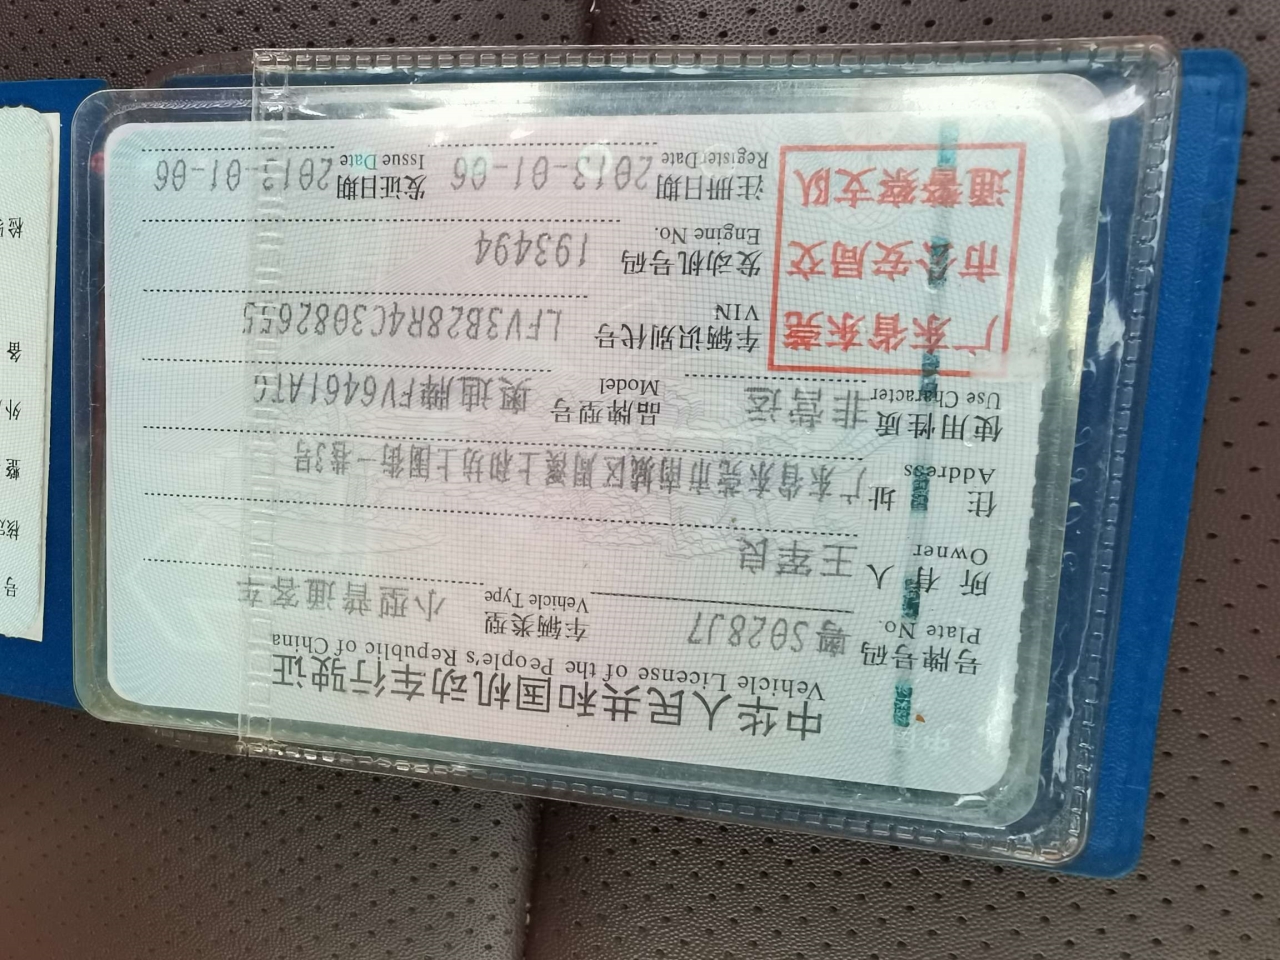 中华人民共和国机动车行驶证
Vehicle License of the People's Republic of China
号牌号码 粤S028J7 车辆类型 小型普通客车
Plate No. Vehicle Type
所有人 王军良
Owner
住址 广东省东莞市南城区周溪上和坊上围街一巷3号
Address
使用性质 非营运 品牌型号 奥迪牌FV6461ATG
Use Character Model
广东省东莞
市公安局交
通警察支队
车辆识别代号 LFV3B28R4C3082655
VIN
发动机号码 193494
Engine No.
注册日期 2013-01-06 发证日期 2013-01-06
Register Date Issue Date
号
核
整
外
备
检